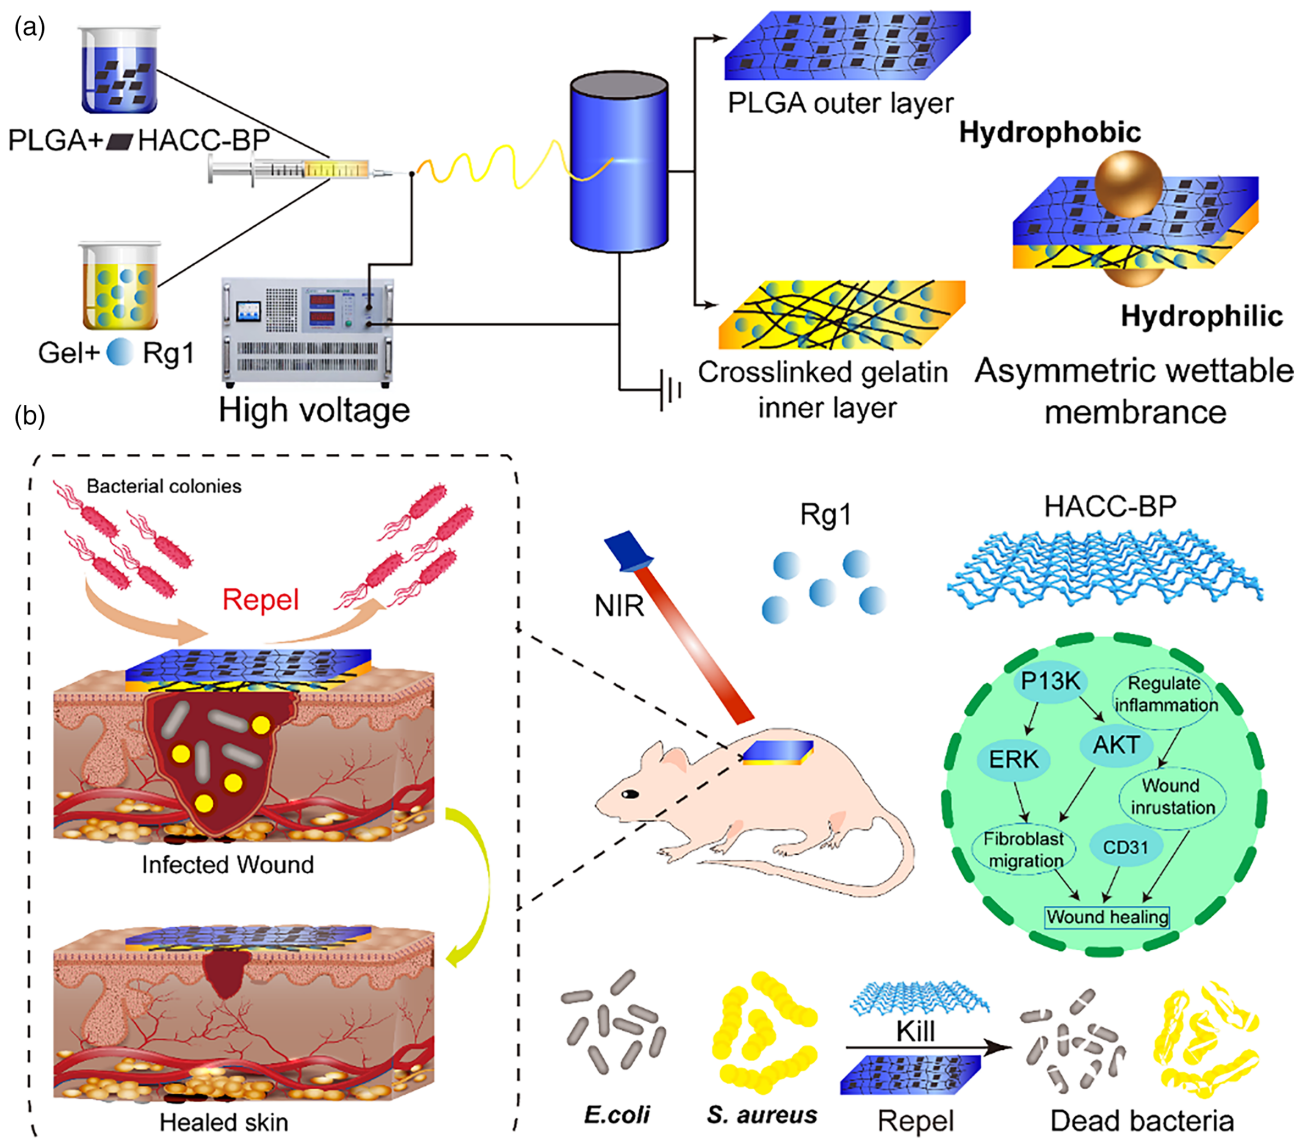 (a)
PLGA+ HACC-BP
Gel+ Rg1
High voltage
PLGA outer layer
Crosslinked gelatin
inner layer
Hydrophobic
Hydrophilic
Asymmetric wettable
membrance
(b)
Bacterial colonies
Repel
Infected Wound
Healed skin
NIR
Rg1
HACC-BP
P13K
Regulate
inflammation
ERK
AKT
Wound
inrustation
Fibroblast
migration
CD31
Wound healing
E.coli
S. aureus
Kill
Repel
Dead bacteria